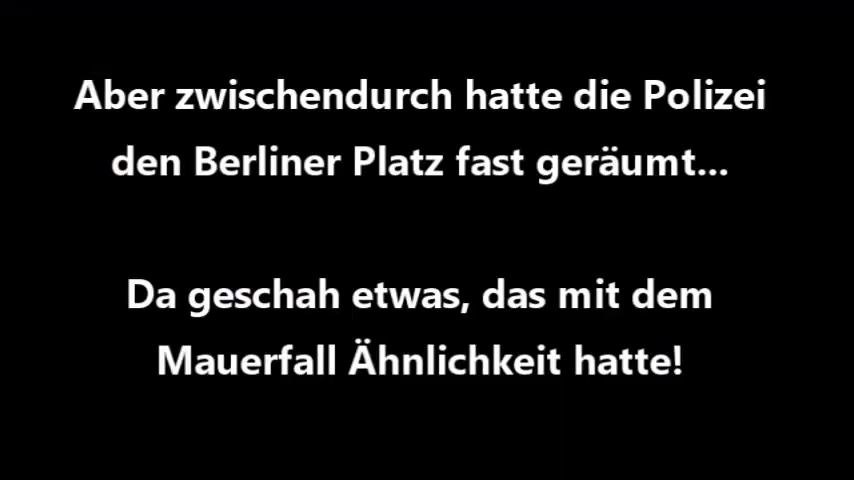 Aber zwischendurch hatte die Polizei
den Berliner Platz fast geräumt...
Da geschah etwas, das mit dem
Mauerfall Ähnlichkeit hatte!